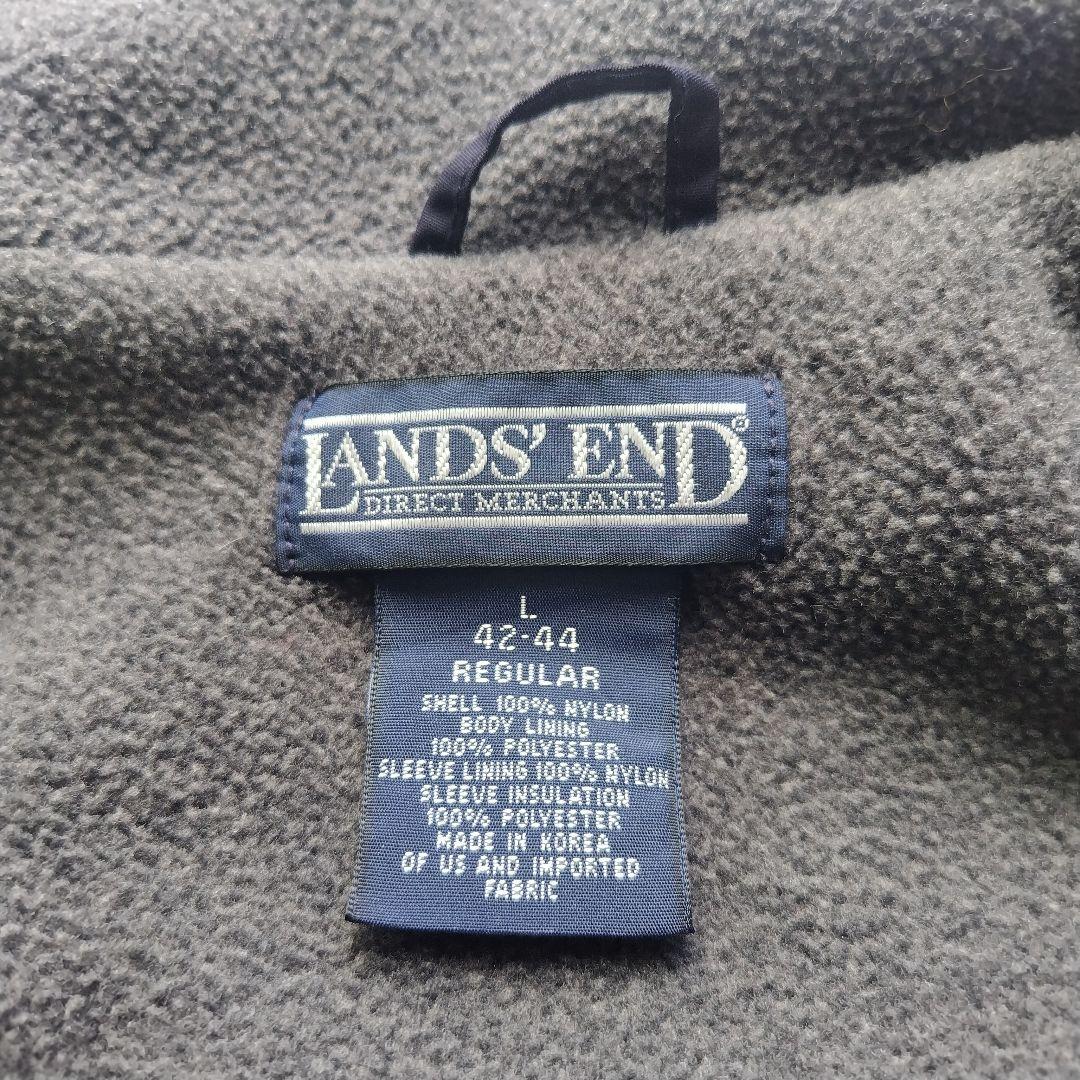 LANDS' END®
DIRECT MERCHANTS
L
42-44
REGULAR
SHELL 100% NYLON
BODY LINING
100% POLYESTER
SLEEVE LINING 100% NYLON
SLEEVE INSULATION
100% POLYESTER
MADE IN KOREA
OF US AND IMPORTED
FABRIC